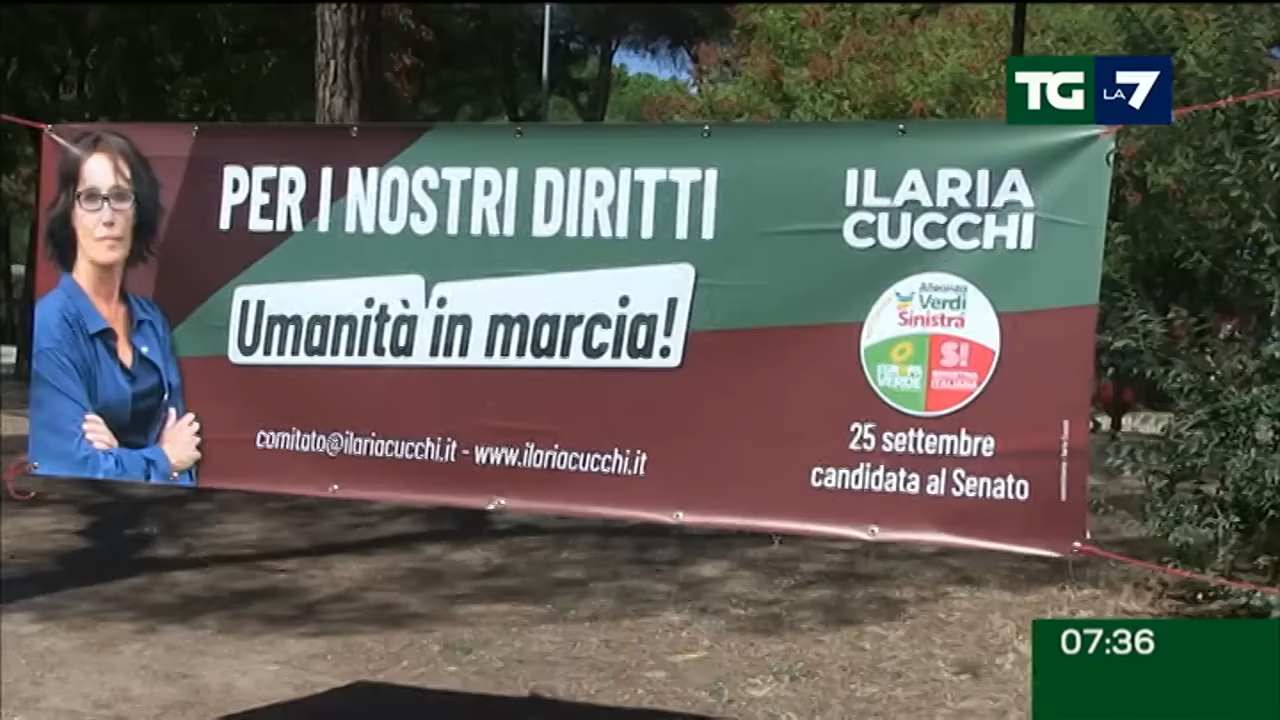 TG LA 7
PER I NOSTRI DIRITTI
Umanità in marcia!
comitato@ilariacucchi.it - www.ilariacucchi.it
ILARIA
CUCCHI
Alleanza
Verdi
Sinistra
EUROPA
VERDE
S!
SINISTRA
ITALIANA
25 settembre
candidata al Senato
07:36